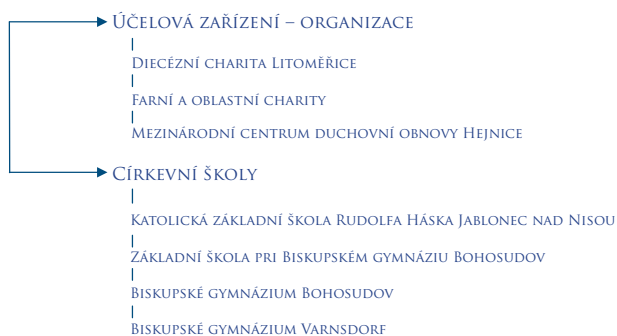 Účelová zařízení – organizace
Diecézní charita Litoměřice
Farní a oblastní charity
Mezinárodní centrum duchovní obnovy Hejnice
Církevní školy
Katolická základní škola Rudolfa Háska Jablonec nad Nisou
Základní škola pri Biskupském gymnáziu Bohosudov
Biskupské gymnázium Bohosudov
Biskupské gymnázium Varnsdorf